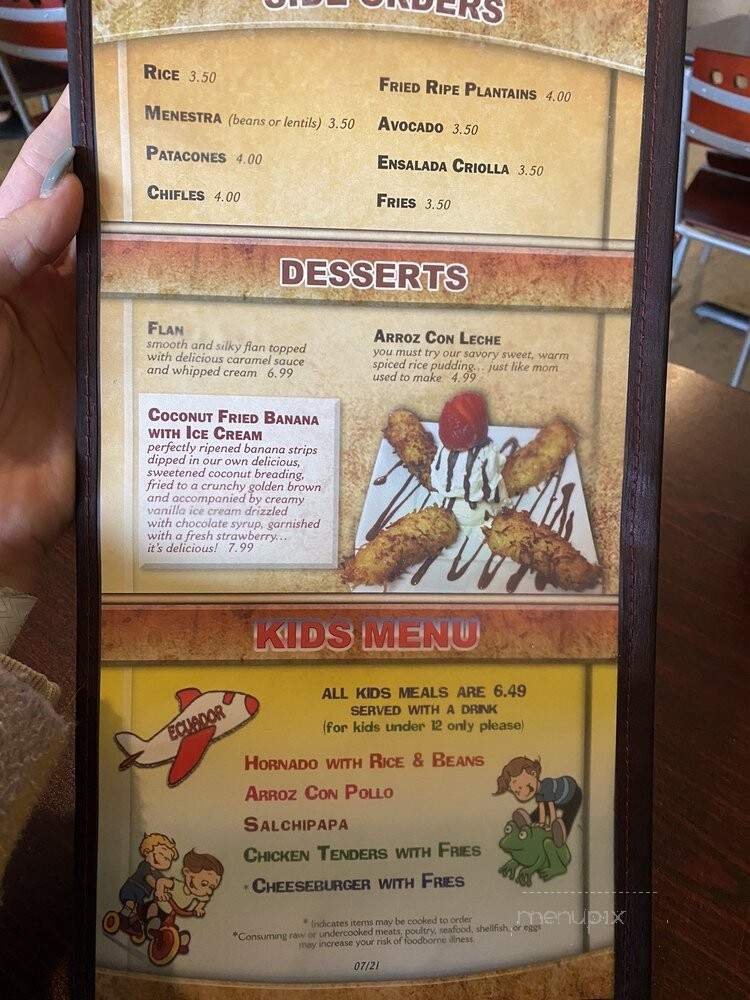 SIDE ORDERS
RICE 3.50
MENESTRA (beans or lentils) 3.50
PATACONES 4.00
CHIFLES 4.00
FRIED RIPE PLANTAINS 4.00
AVOCADO 3.50
ENSALADA CRIOLLA 3.50
FRIES 3.50
DESSERTS
FLAN
smooth and silky flan topped
with delicious caramel sauce
and whipped cream 6.99
ARROZ CON LECHE
you must try our savory sweet, warm
spiced rice pudding... just like mom
used to make 4.99
COCONUT FRIED BANANA
WITH ICE CREAM
perfectly ripened banana strips
dipped in our own delicious,
sweetened coconut breading,
fried to a crunchy golden brown
and accompanied by creamy
vanilla ice cream drizzled
with chocolate syrup, garnished
with a fresh strawberry...
it's delicious! 7.99
KIDS MENU
ECUADOR
ALL KIDS MEALS ARE 6.49
SERVED WITH A DRINK
(for kids under 12 only please)
HORNADO WITH RICE & BEANS
ARROZ CON POLLO
SALCHIPAPA
CHICKEN TENDERS WITH FRIES
* CHEESEBURGER WITH FRIES
* Indicates items may be cooked to order
*Consuming raw or undercooked meats, poultry, seafood, shellfish, or eggs
may increase your risk of foodborne illness.
07/21
menupix